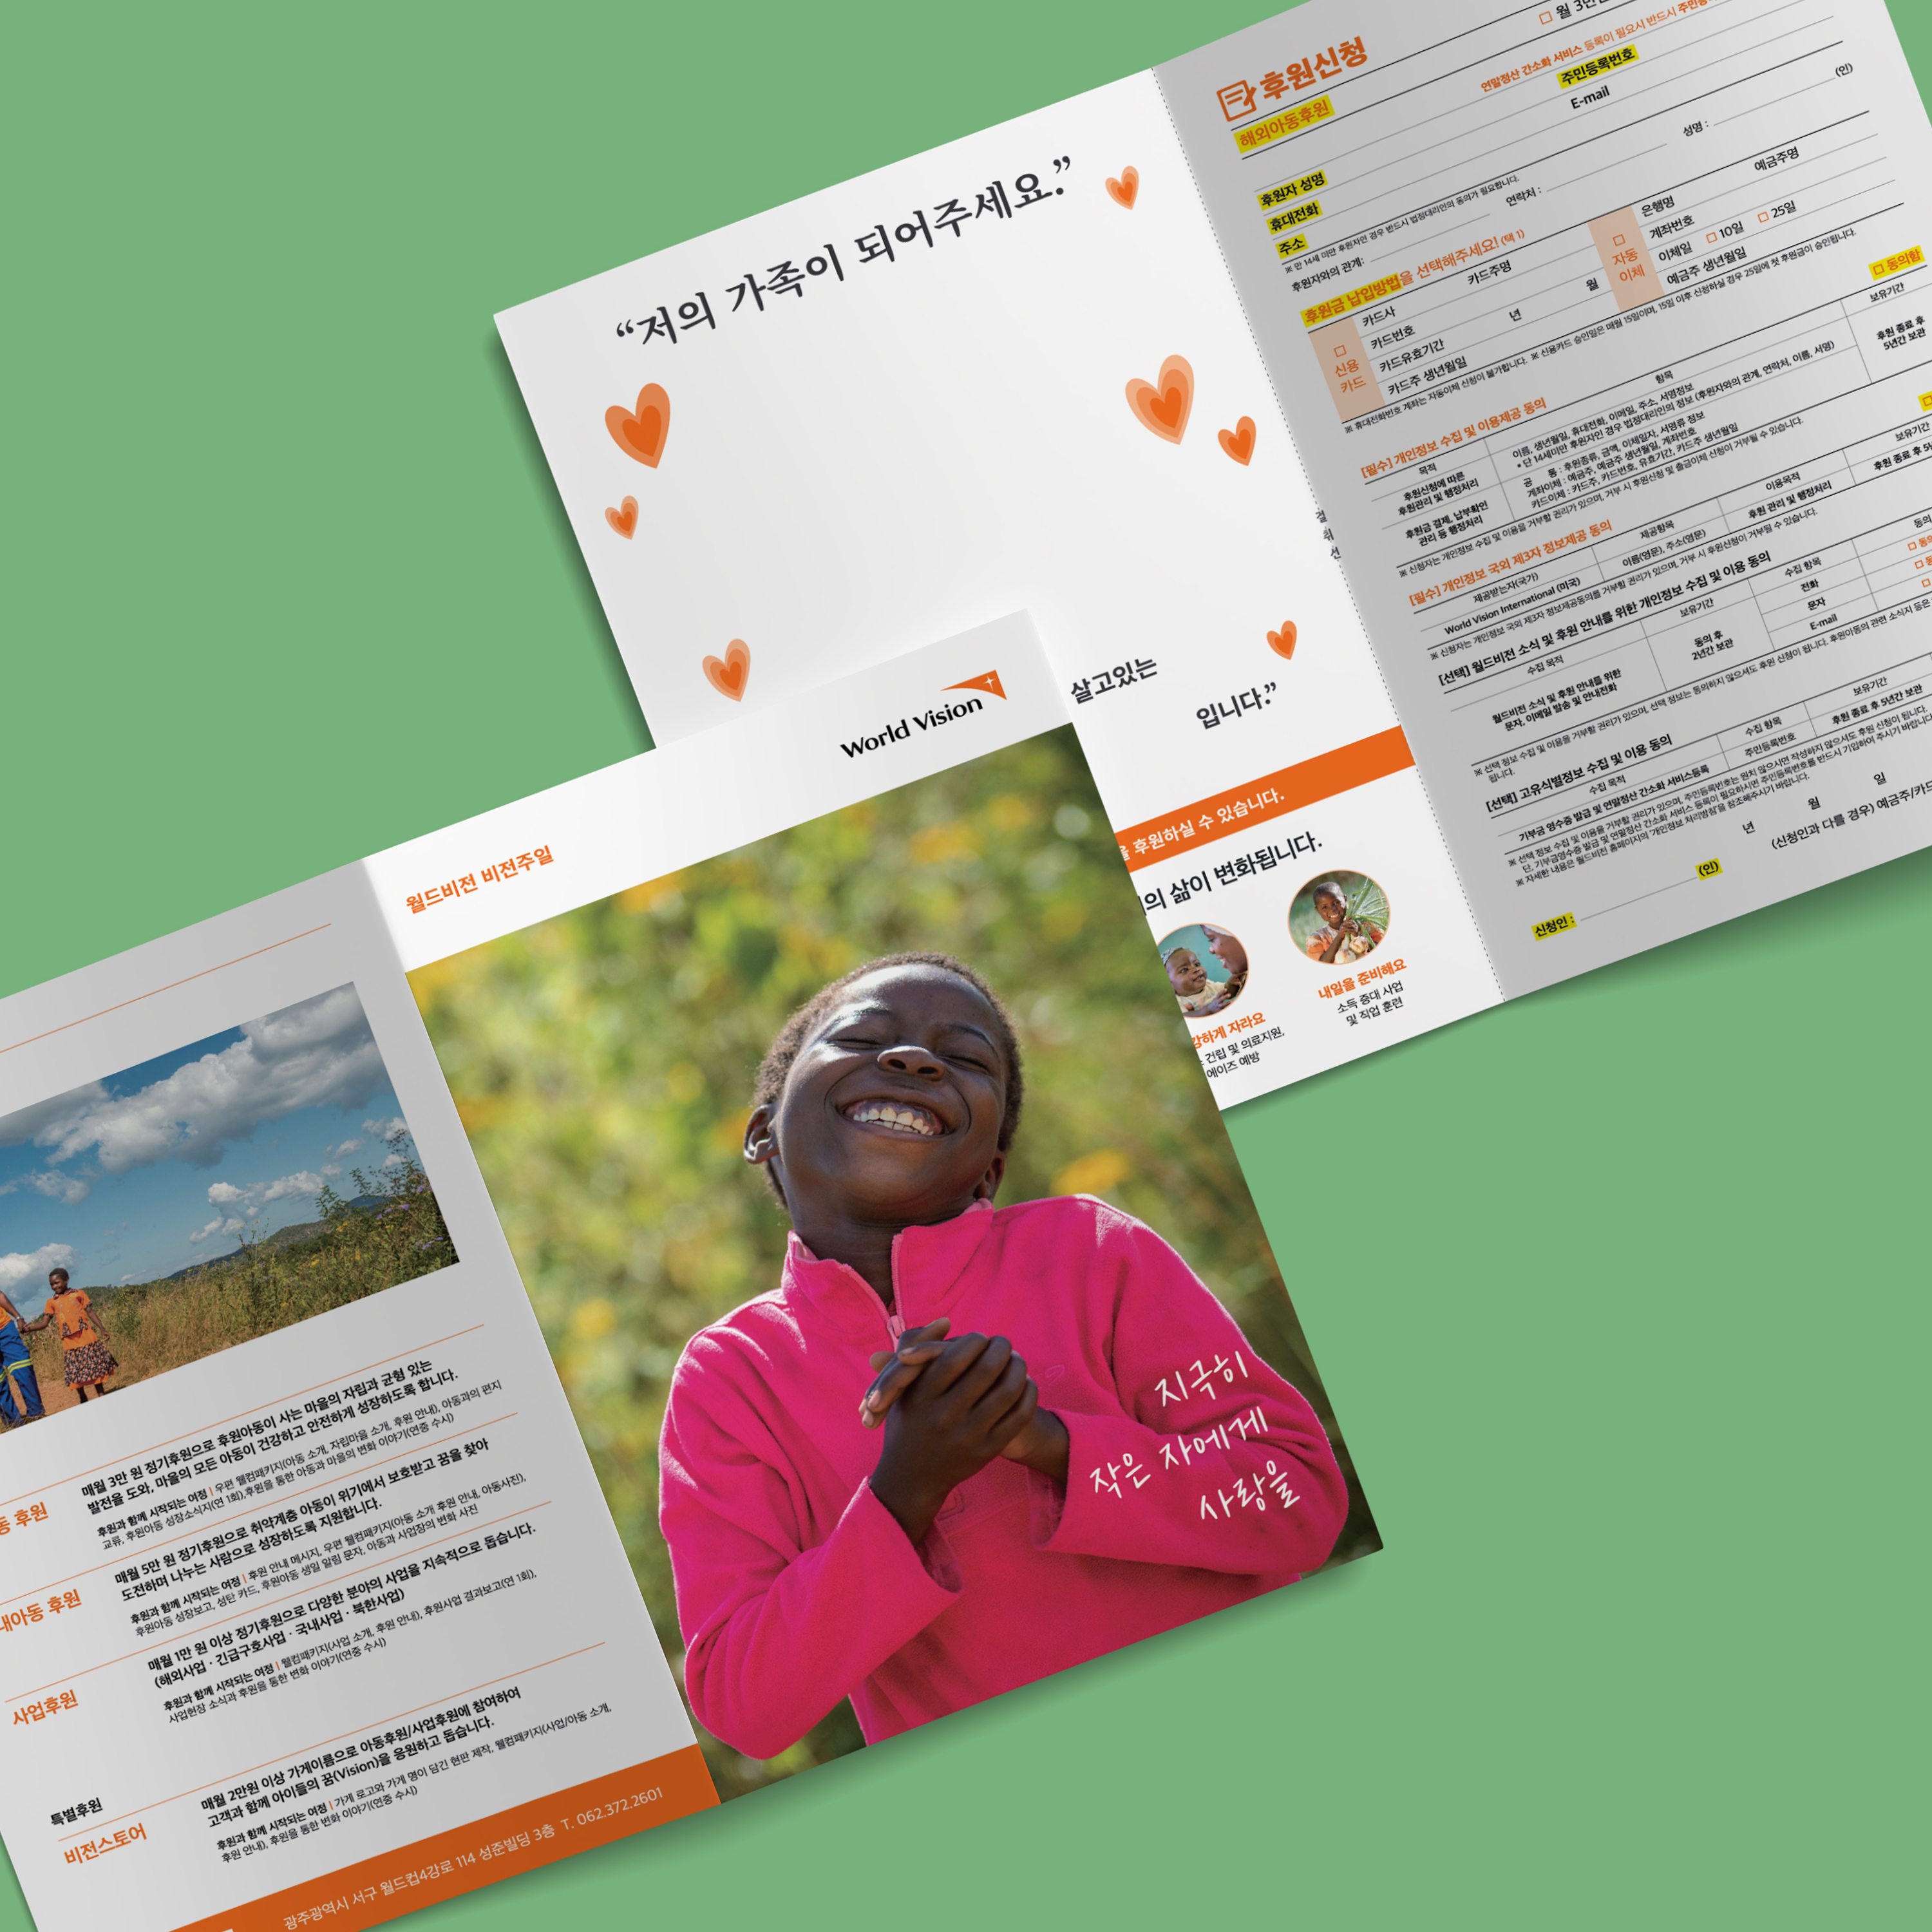 “저의 가족이 되어주세요.”
살고있는
입니다.”
후원하실 수 있습니다.
삶이 변화됩니다.
자라요
건립 및 의료지원,
에이즈 예방
내일을 준비해요
소득 증대 사업
및 직업 훈련
후원신청
해외아동후원
□ 월 3만
연말정산 간소화 서비스 등록이 필요시 반드시
주민등록번호
E-mail
후원자 성명
휴대전화
주소
※ 만 14세 미만 후원자인 경우 반드시 법정대리인의 동의가 필요합니다.
후원자와의 관계:
연락처 :
성명 :
(인)
후원금 납입방법을 선택해주세요! (택 1)
□ 신용 카드
카드사
카드주명
카드번호
카드유효기간
년
월
카드주 생년월일
□ 자동 이체
은행명
예금주명
계좌번호
이체일 □ 10일 □ 25일
예금주 생년월일
※ 휴대전화번호 계좌는 자동이체 신청이 불가합니다. ※ 신용카드 승인일은 매월 15일이며, 15일 이후 신청하실 경우 25일에 첫 후원금이 승인됩니다.
□ 동의함
[필수] 개인정보 수집 및 이용제공 동의
목적
항목
보유기간
후원신청에 따른
후원관리 및 행정처리
이름, 생년월일, 휴대전화, 이메일, 주소, 서명정보
* 단 14세미만 후원자인 경우 법정대리인의 정보 (후원자와의 관계, 연락처, 이름, 서명)
후원 종료 후
5년간 보관
후원금 결제, 납부확인
관리 등 행정처리
공 통 : 후원종류, 금액, 이체일자, 서명류 정보
계좌이체 : 예금주, 예금주 생년월일, 계좌번호
카드이체 : 카드주, 카드번호, 유효기간, 카드주 생년월일
※ 신청자는 개인정보 수집 및 이용을 거부할 권리가 있으며, 거부 시 후원신청 및 출금이체 신청이 거부될 수 있습니다.
[필수] 개인정보 국외 제3자 정보제공 동의
제공받는자(국가)
제공항목
이용목적
보유기간
World Vision International (미국)
이름(영문), 주소(영문)
후원 관리 및 행정처리
후원 종료 후
※ 신청자는 개인정보 국외 제3자 정보제공동의를 거부할 권리가 있으며, 거부 시 후원신청이 거부될 수 있습니다.
[선택] 월드비전 소식 및 후원 안내를 위한 개인정보 수집 및 이용 동의
수집 목적
보유기간
수집 항목
월드비전 소식 및 후원 안내를 위한
문자, 이메일 발송 및 안내전화
동의 후
2년간 보관
전화
문자
E-mail
※ 선택 정보 수집 및 이용을 거부할 권리가 있으며, 선택 정보는 동의하지 않으셔도 후원 신청이 됩니다. 후원아동의 관련 소식지 등은
됩니다.
[선택] 고유식별정보 수집 및 이용 동의
수집 목적
수집 항목
보유기간
기부금 영수증 발급 및 연말정산 간소화 서비스등록
주민등록번호
후원 종료 후 5년간 보관
※ 선택 정보 수집 및 이용을 거부할 권리가 있으며, 주민등록번호는 원치 않으시면 작성하지 않으셔도 후원 신청이 됩니다.
단, 기부금영수증 발급 및 연말정산 간소화 서비스 등록이 필요하시면 주민등록번호를 반드시 기입하여 주시기 바랍니다.
※ 자세한 내용은 월드비전 홈페이지의 '개인정보 처리방침'을 참조해주시기 바랍니다.
년
월
일
신청인 :
(인)
(신청인과 다를 경우) 예금주/카드
World Vision
월드비전 비전주일
지극히
작은 자에게
사랑을
후원
매월 3만 원 정기후원으로 후원아동이 사는 마을의 자립과 균형 있는
발전을 도와, 마을의 모든 아동이 건강하고 안전하게 성장하도록 합니다.
후원과 함께 시작되는 여정 | 우편 웰컴패키지(아동 소개, 자립마을 소개, 후원 안내), 아동과의 편지
교류, 후원아동 성장소식지(연 1회),후원을 통한 아동과 마을의 변화 이야기(연중 수시)
내아동 후원
매월 5만 원 정기후원으로 취약계층 아동이 위기에서 보호받고 꿈을 찾아
도전하며 나누는 사람으로 성장하도록 지원합니다.
후원과 함께 시작되는 여정 | 후원 안내 메시지, 우편 웰컴패키지(아동 소개 후원 안내, 아동사진),
후원아동 성장보고, 성탄 카드, 후원아동 생일 알림 문자, 아동과 사업장의 변화 사진
사업후원
매월 1만 원 이상 정기후원으로 다양한 분야의 사업을 지속적으로 돕습니다.
(해외사업 · 긴급구호사업 · 국내사업 · 북한사업)
후원과 함께 시작되는 여정 | 웰컴패키지(사업 소개, 후원 안내), 후원사업 결과보고(연 1회),
사업현장 소식과 후원을 통한 변화 이야기(연중 수시)
특별후원
비전스토어
매월 2만원 이상 가게이름으로 아동후원/사업후원에 참여하여
고객과 함께 아이들의 꿈(Vision)을 응원하고 돕습니다.
후원과 함께 시작되는 여정 | 가게 로고와 가게 명이 담긴 현판 제작, 웰컴패키지(사업/아동 소개,
후원 안내), 후원을 통한 변화 이야기(연중 수시)
광주광역시 서구 월드컵4강로 114 성준빌딩 3층 T. 062.372.2601